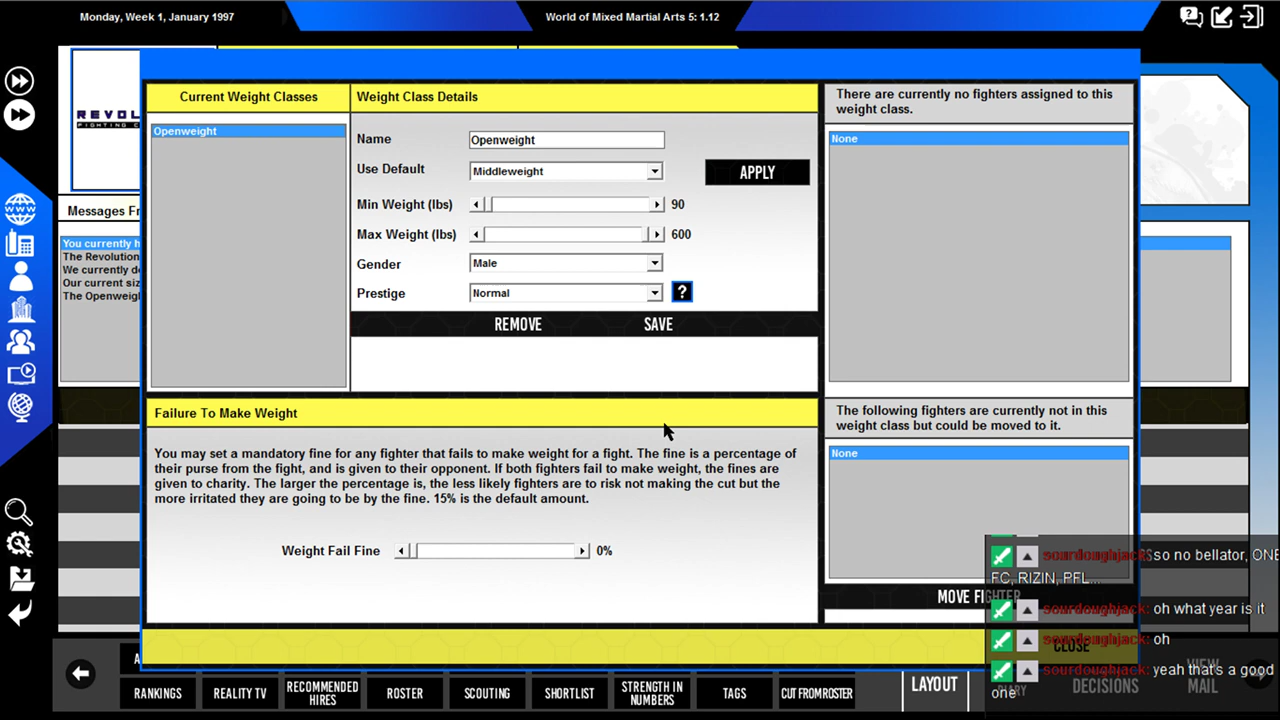 Monday, Week 1, January 1997
World of Mixed Martial Arts 5: 1.12
REVOL
FIGHTING C
Messages Fr
You currently h
The Revolution
We currently d
Our current siz
The Openweigh
Current Weight Classes
Openweight
Weight Class Details
Name
Openweight
Use Default
Middleweight
APPLY
Min Weight (lbs)
90
Max Weight (lbs)
600
Gender
Male
Prestige
Normal
?
REMOVE
SAVE
There are currently no fighters assigned to this
weight class.
None
Failure To Make Weight
You may set a mandatory fine for any fighter that fails to make weight for a fight. The fine is a percentage of
their purse from the fight, and is given to their opponent. If both fighters fail to make weight, the fines are
given to charity. The larger the percentage is, the less likely fighters are to risk not making the cut but the
more irritated they are going to be by the fine. 15% is the default amount.
Weight Fail Fine
0%
The following fighters are currently not in this
weight class but could be moved to it.
None
MOVE FIGHTER
CLOSE
sourdoughjack: so no bellator, ONE
FC, RIZIN, PFL...
sourdoughjack: oh what year is it
sourdoughjack: oh
sourdoughjack: yeah that's a good
one
RANKINGS
REALITY TV
RECOMMENDED
HIRES
ROSTER
SCOUTING
SHORTLIST
STRENGTH IN
NUMBERS
TAGS
CUT FROM ROSTER
LAYOUT
DIARY
DECISIONS
VIEW
MAIL